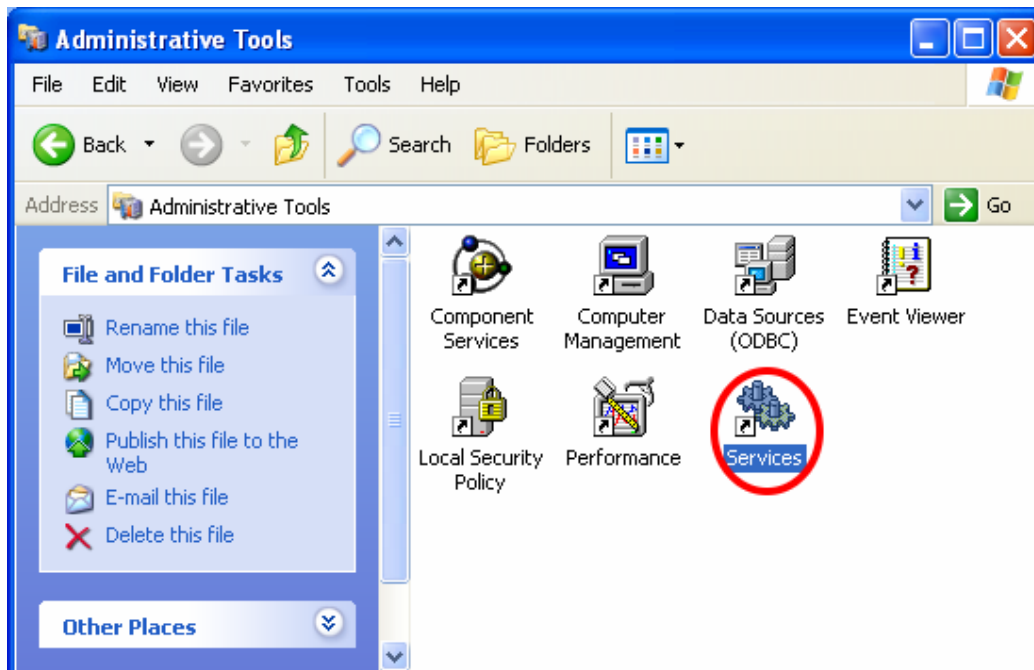 Administrative Tools
File Edit View Favorites Tools Help
Back Search Folders
Address Administrative Tools Go
File and Folder Tasks
Rename this file
Move this file
Copy this file
Publish this file to the
Web
E-mail this file
Delete this file
Other Places
Component
Services
Computer
Management
Data Sources
(ODBC)
Event Viewer
Local Security
Policy
Performance
Services